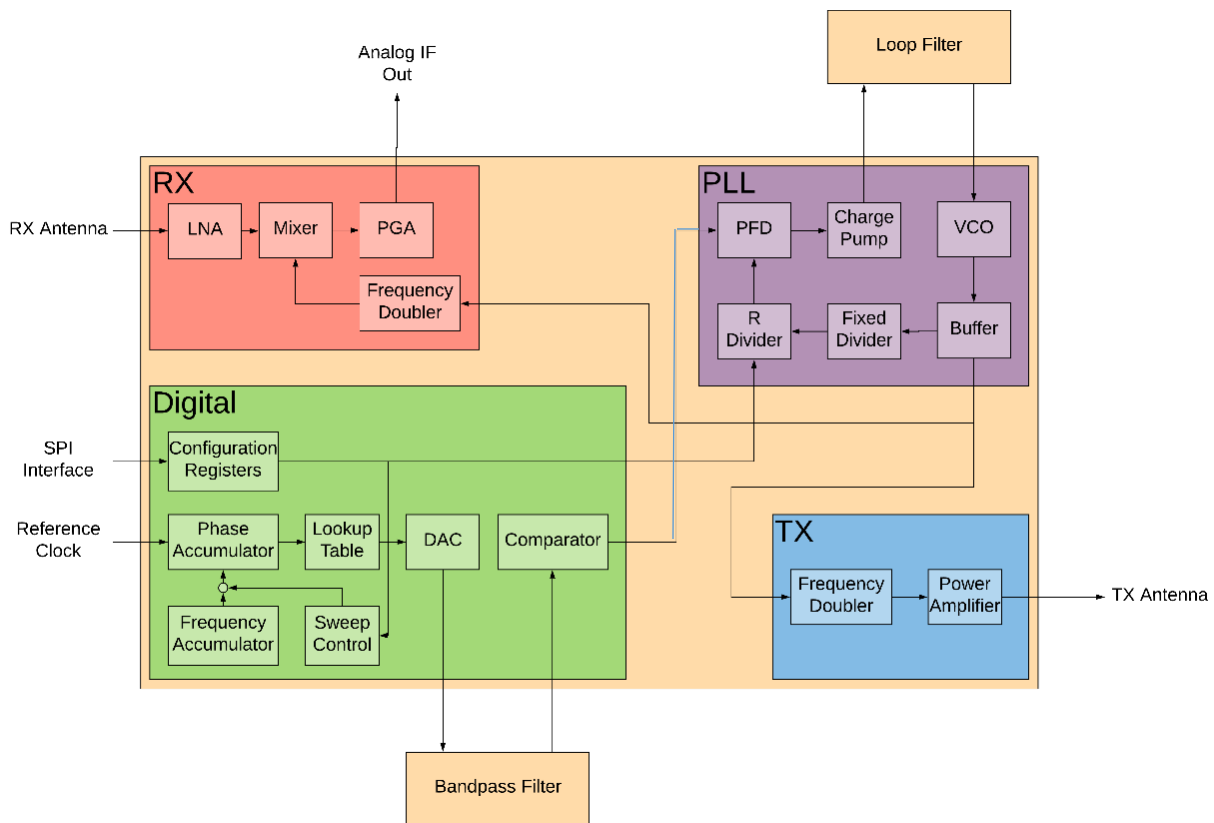 Loop Filter
Analog IF
Out
RX
PLL
RX Antenna
LNA
Mixer
PGA
PFD
Charge
Pump
VCO
Frequency
Doubler
R
Divider
Fixed
Divider
Buffer
Digital
SPI
Interface
Configuration
Registers
Reference
Clock
Phase
Accumulator
Lookup
Table
DAC
Comparator
TX
Frequency
Doubler
Power
Amplifier
TX Antenna
Frequency
Accumulator
Sweep
Control
Bandpass Filter